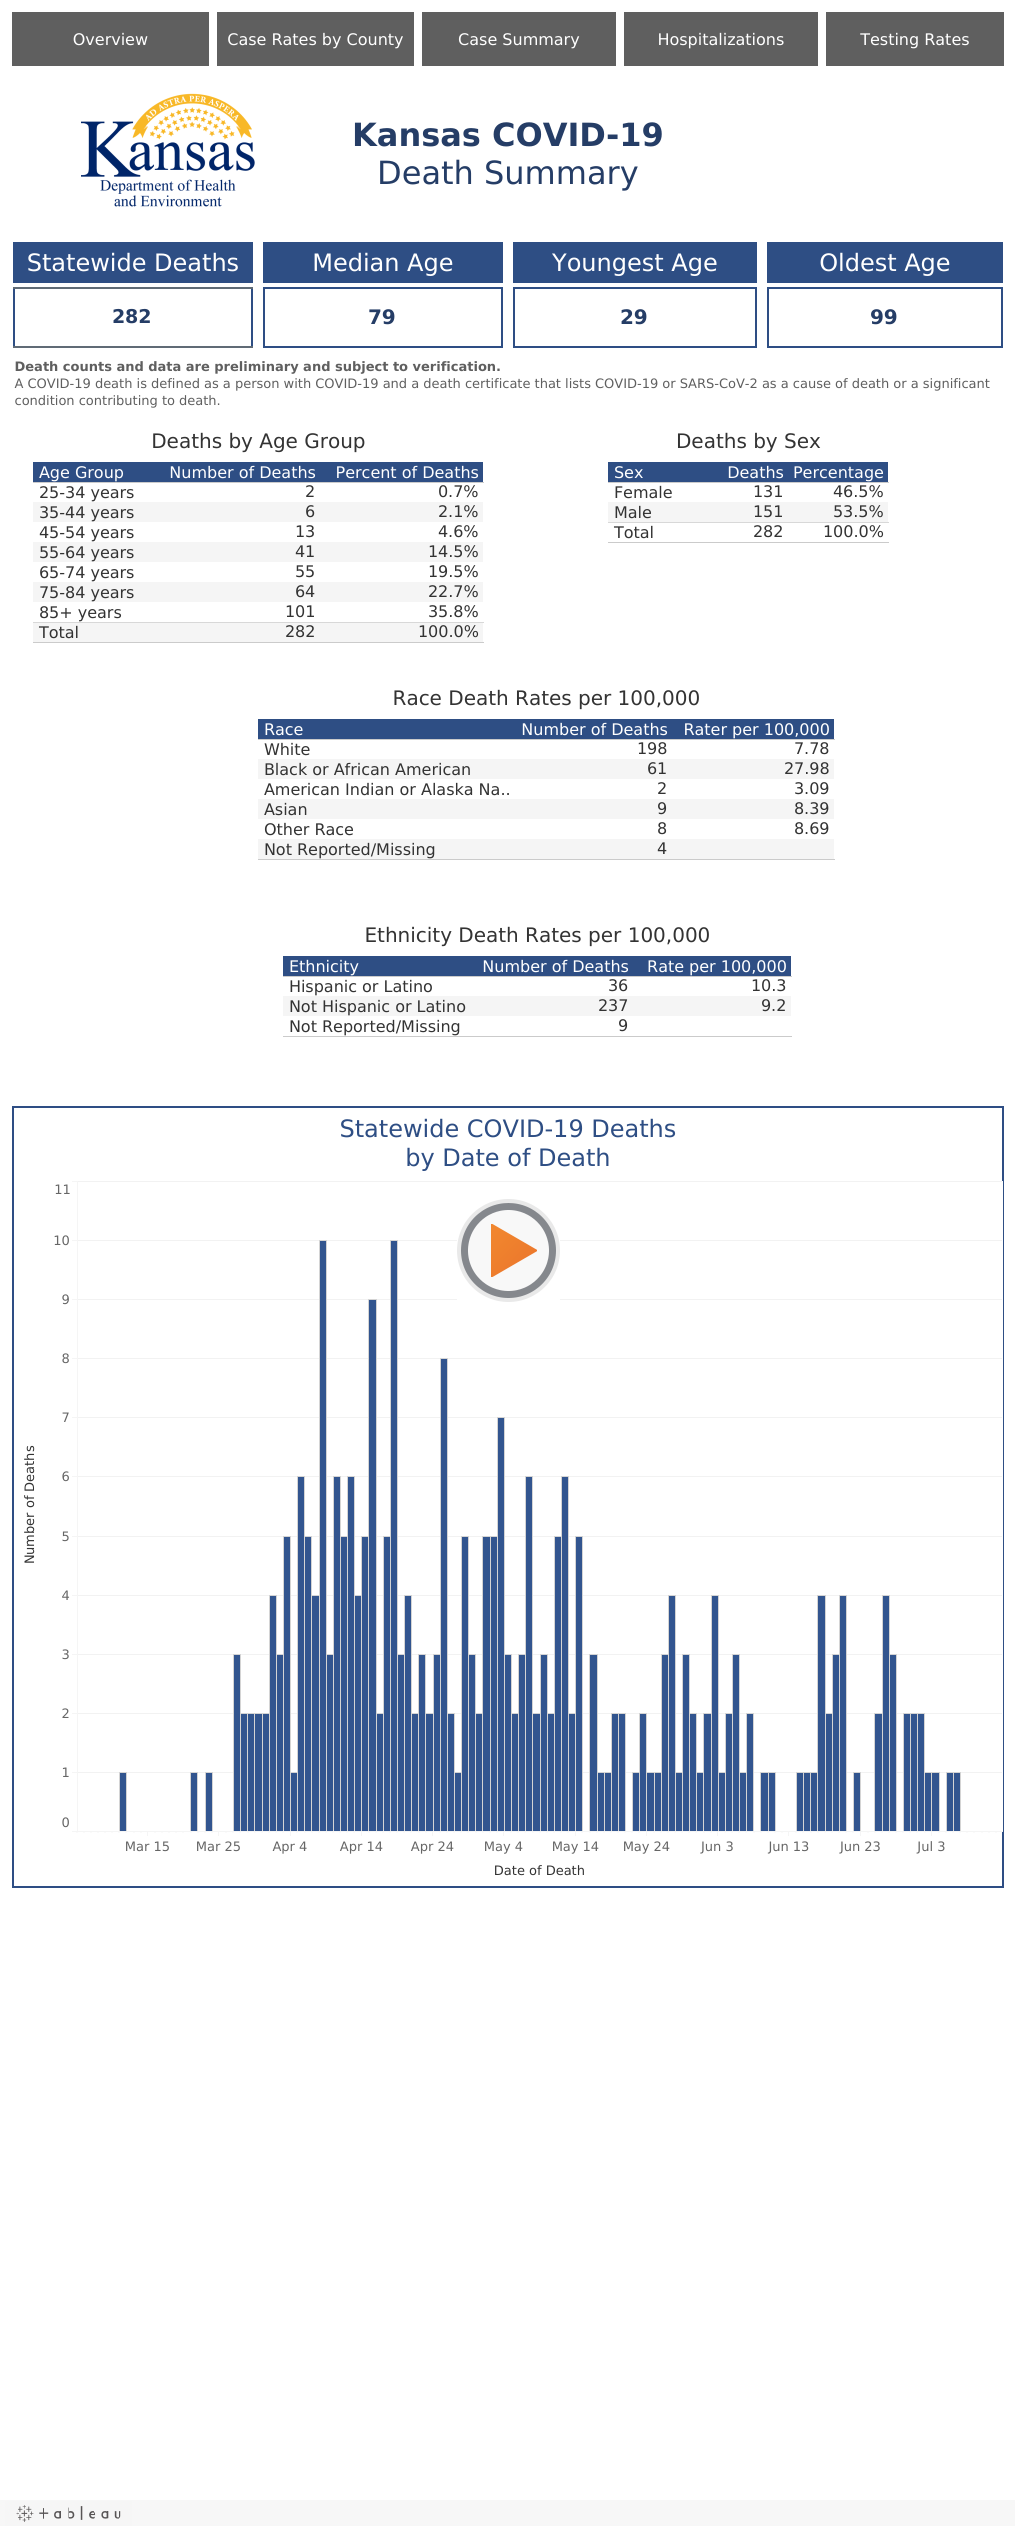 Overview Case Rates by County Case Summary Hospitalizations Testing Rates
AD ASTRA PER ASPERA
Kansas
Department of Health
and Environment
Kansas COVID-19
Death Summary
Statewide Deaths Median Age Youngest Age Oldest Age
282 79 29 99
Death counts and data are preliminary and subject to verification.
A COVID-19 death is defined as a person with COVID-19 and a death certificate that lists COVID-19 or SARS-CoV-2 as a cause of death or a significant
condition contributing to death.
Deaths by Age Group
Age Group Number of Deaths Percent of Deaths
25-34 years 2 0.7%
35-44 years 6 2.1%
45-54 years 13 4.6%
55-64 years 41 14.5%
65-74 years 55 19.5%
75-84 years 64 22.7%
85+ years 101 35.8%
Total 282 100.0%
Deaths by Sex
Sex Deaths Percentage
Female 131 46.5%
Male 151 53.5%
Total 282 100.0%
Race Death Rates per 100,000
Race Number of Deaths Rater per 100,000
White 198 7.78
Black or African American 61 27.98
American Indian or Alaska Na.. 2 3.09
Asian 9 8.39
Other Race 8 8.69
Not Reported/Missing 4
Ethnicity Death Rates per 100,000
Ethnicity Number of Deaths Rate per 100,000
Hispanic or Latino 36 10.3
Not Hispanic or Latino 237 9.2
Not Reported/Missing 9
Statewide COVID-19 Deaths
by Date of Death
11
10
9
8
7
6
5
4
3
2
1
0
Number of Deaths
Mar 15 Mar 25 Apr 4 Apr 14 Apr 24 May 4 May 14 May 24 Jun 3 Jun 13 Jun 23 Jul 3
Date of Death
+ableau